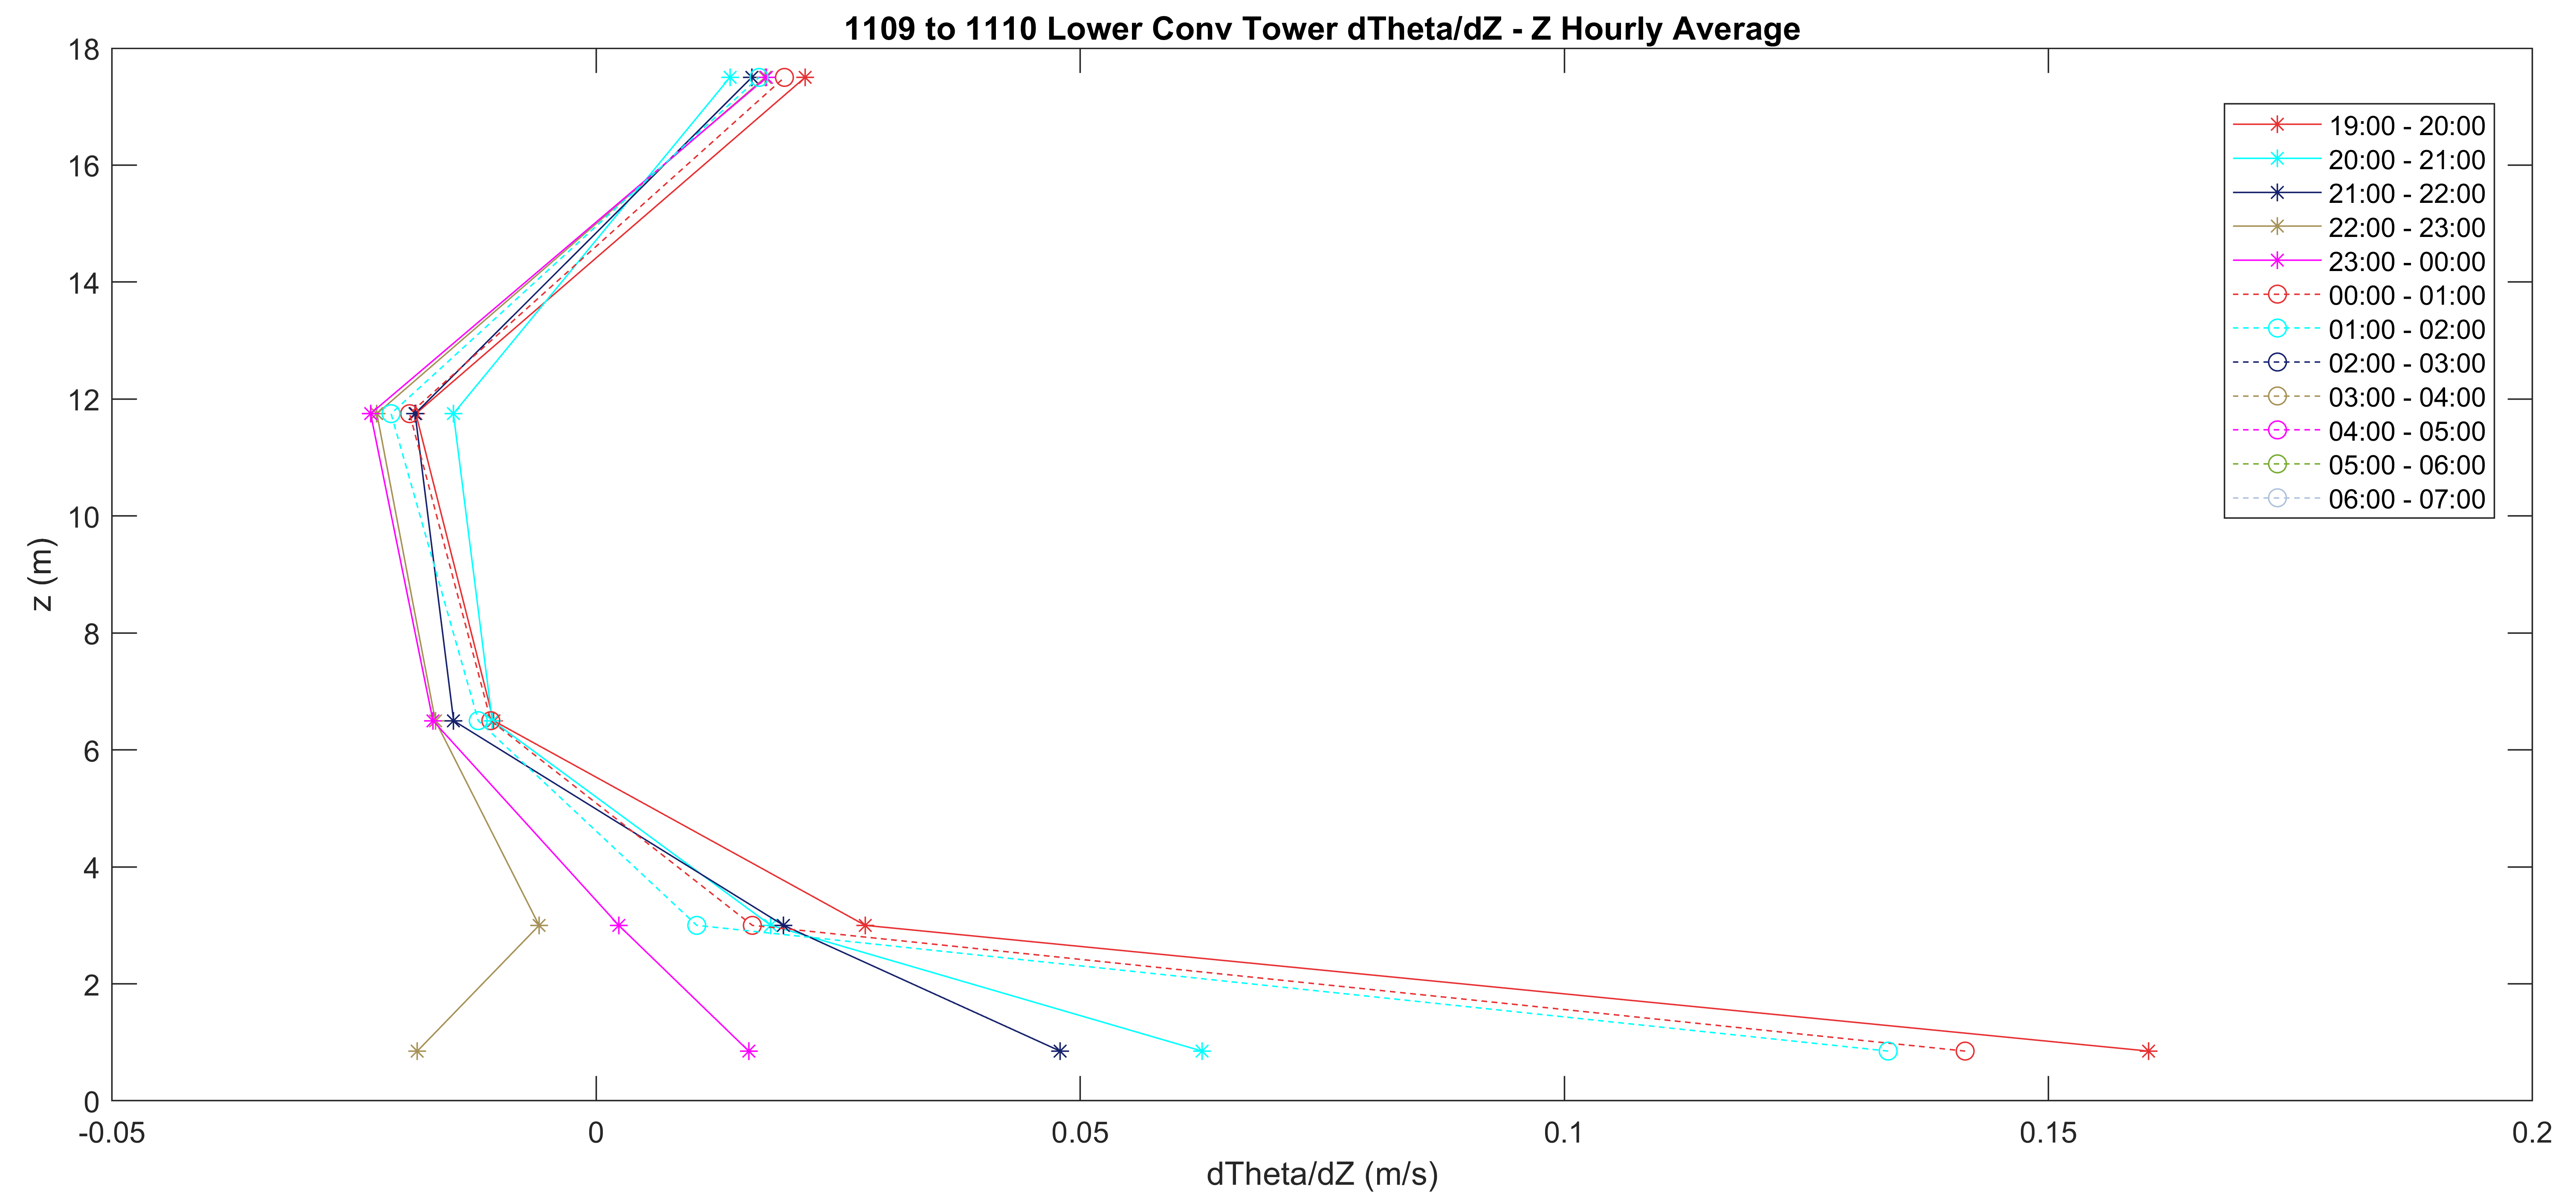 1109 to 1110 Lower Conv Tower dTheta/dZ - Z Hourly Average
18
16
14
12
10
8
6
4
2
0
z (m)
-0.05
0
0.05
0.1
0.15
0.2
dTheta/dZ (m/s)
19:00 - 20:00
20:00 - 21:00
21:00 - 22:00
22:00 - 23:00
23:00 - 00:00
00:00 - 01:00
01:00 - 02:00
02:00 - 03:00
03:00 - 04:00
04:00 - 05:00
05:00 - 06:00
06:00 - 07:00